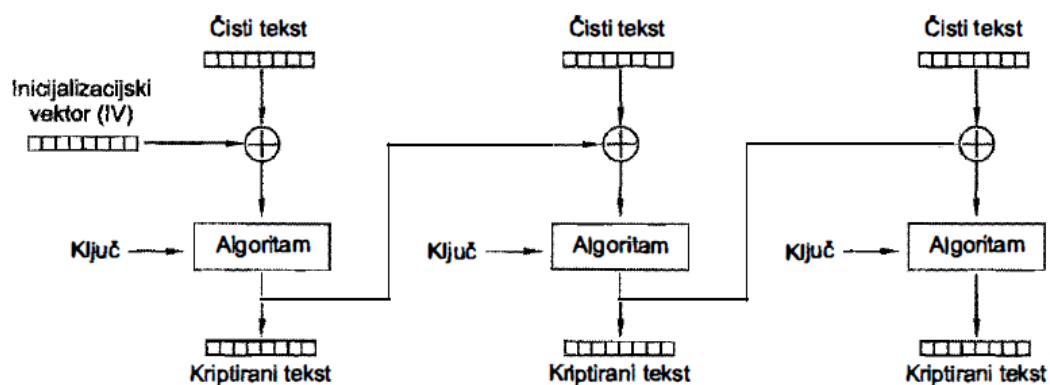 Čisti tekst
Čisti tekst
Čisti tekst
Inicijalizacijski
vektor (IV)
Ključ
Algoritam
Ključ
Algoritam
Ključ
Algoritam
Kriptirani tekst
Kriptirani tekst
Kriptirani tekst